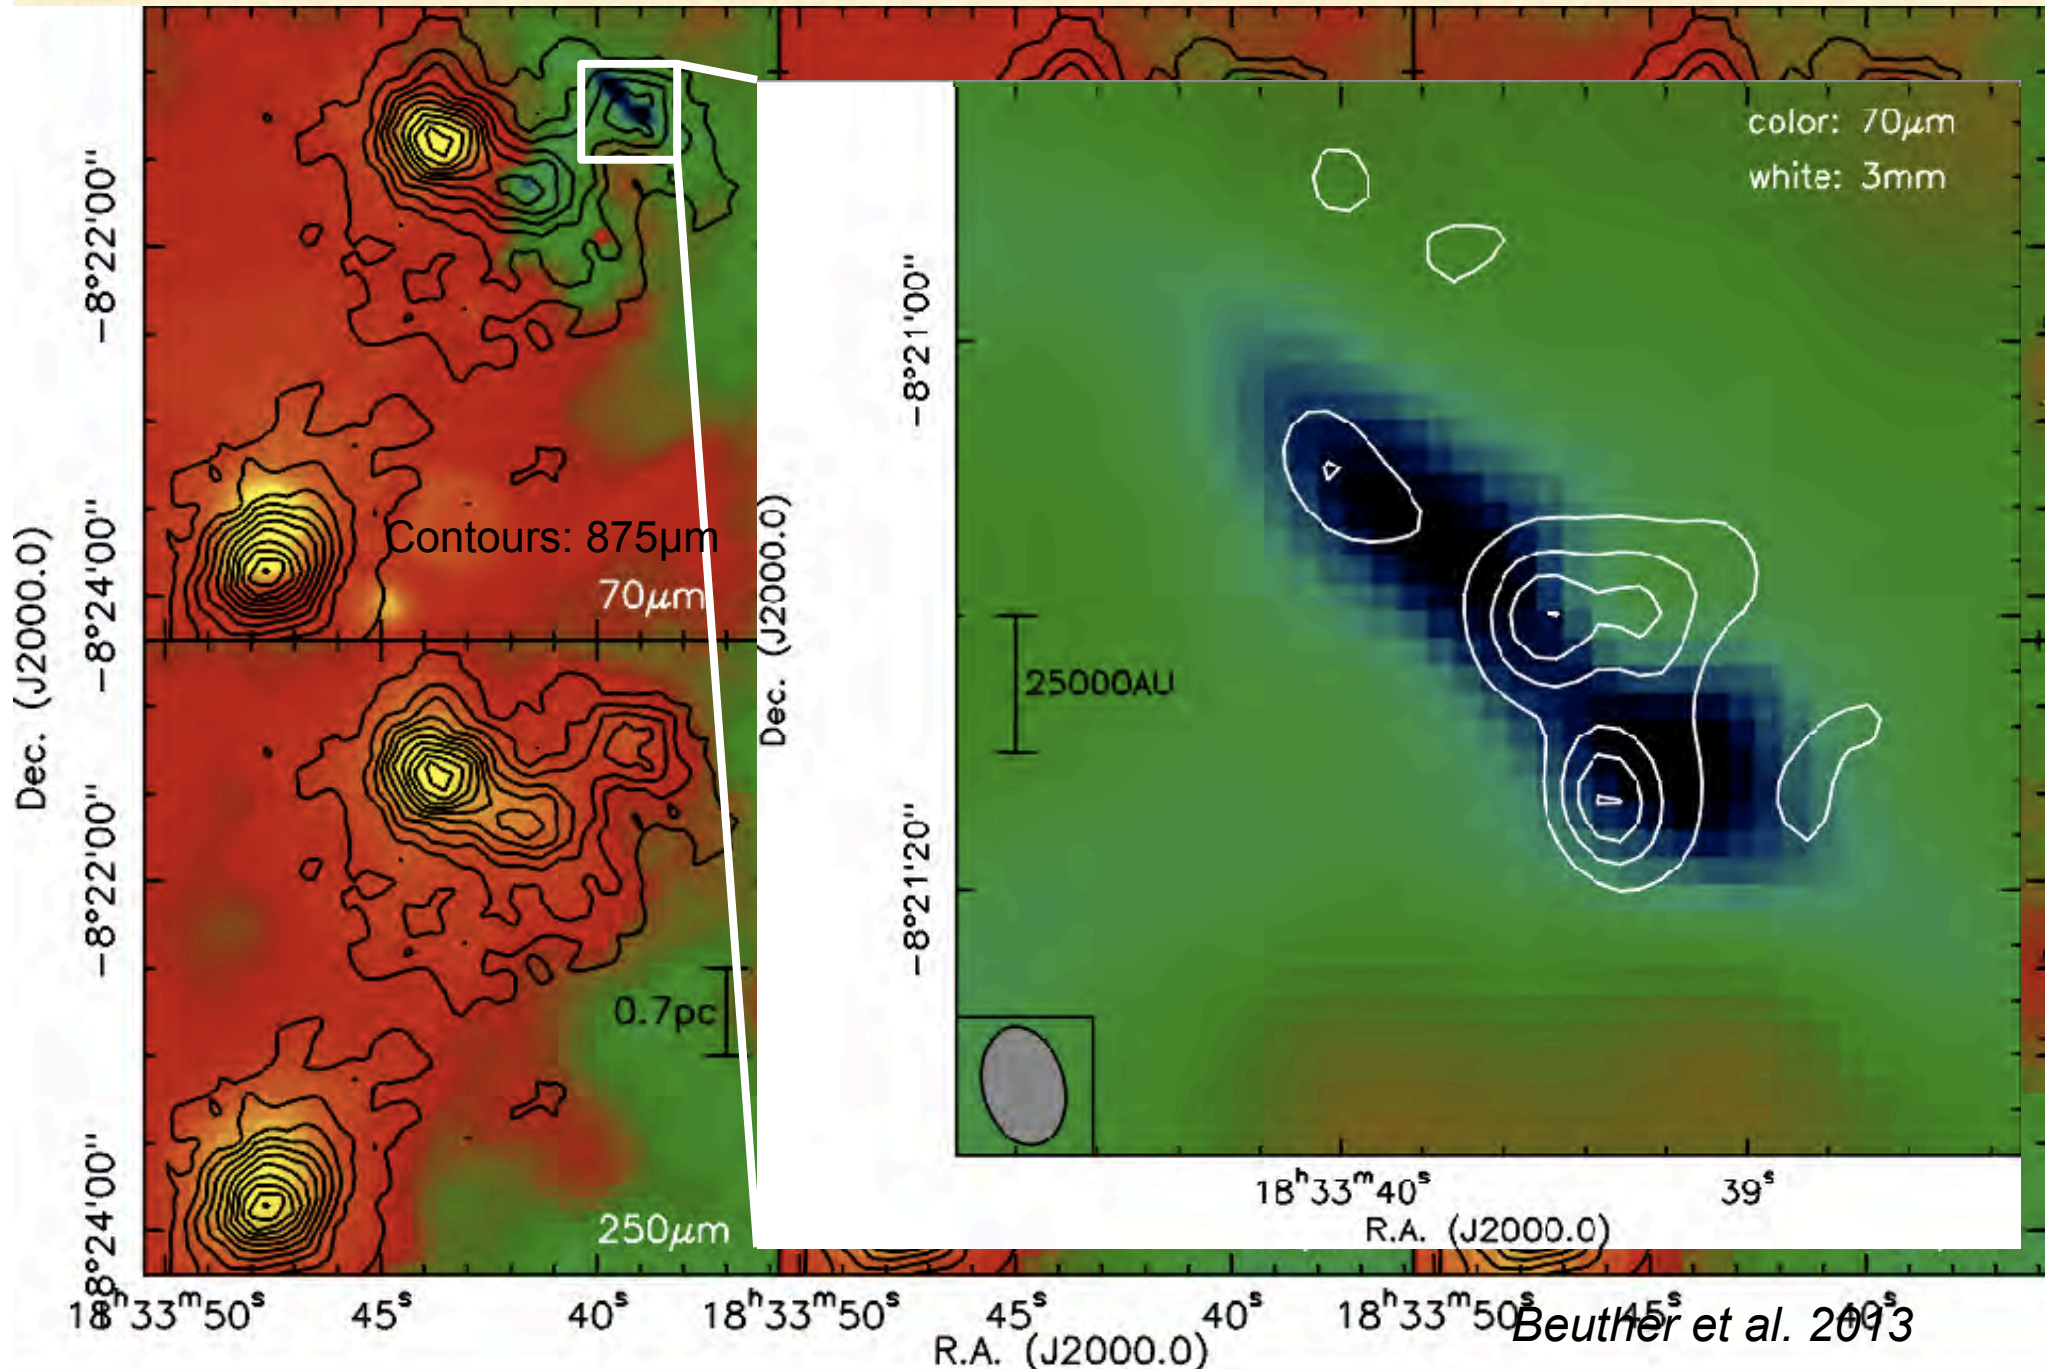 color: 70μm
white: 3mm
-8°22'00"
-8°21'00"
Contours: 875μm
70μm
-8°24'00"
Dec. (J2000.0)
Dec. (J2000.0)
25000AU
-8°22'00"
-8°21'20"
0.7pc
250μm
-8°24'00"
18ʰ33ᵐ40ˢ
39ˢ
R.A. (J2000.0)
18ʰ33ᵐ50ˢ
45ˢ
40ˢ
18ʰ33ᵐ50ˢ
45ˢ
40ˢ
18ʰ33ᵐ50ˢ
45ˢ
40ˢ
Beuther et al. 2013
R.A. (J2000.0)